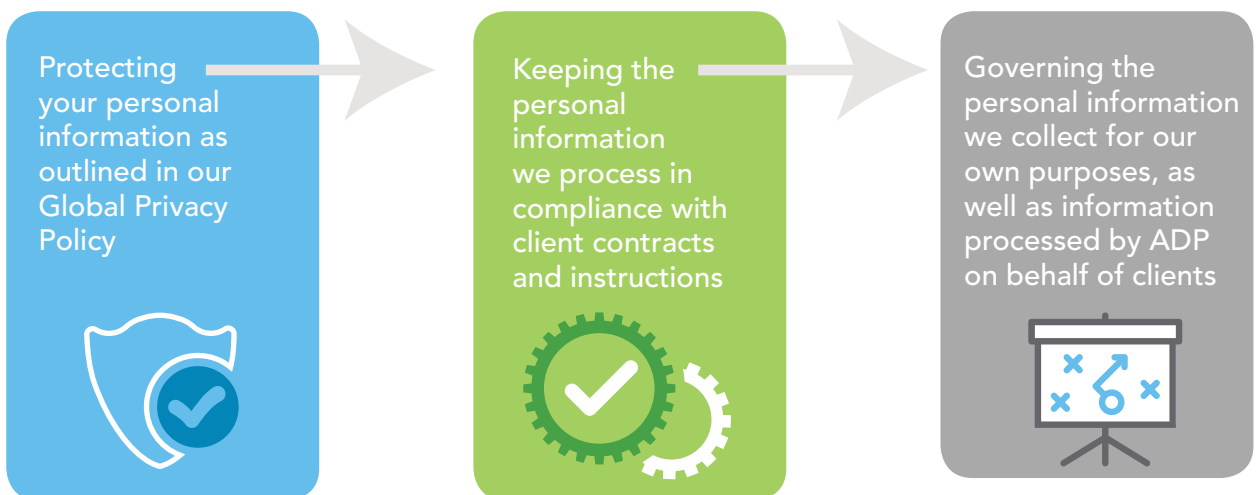 Protecting
your personal
information as
outlined in our
Global Privacy
Policy
Keeping the
personal
information
we process in
compliance with
client contracts
and instructions
Governing the
personal information
we collect for our
own purposes, as
well as information
processed by ADP
on behalf of clients